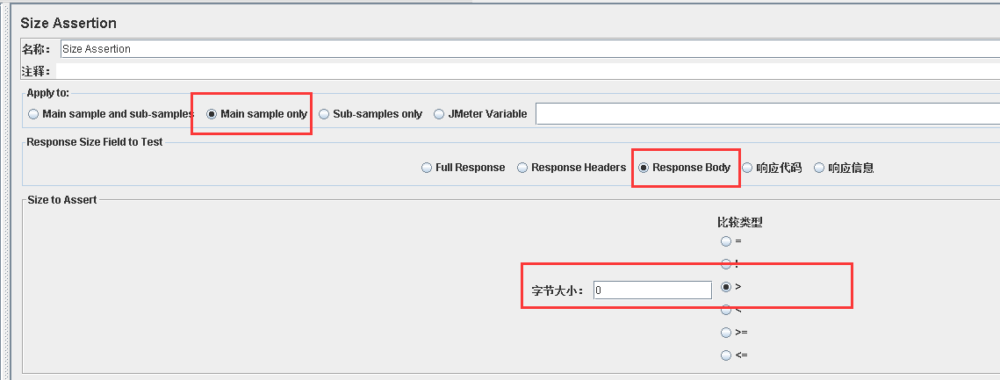 Size Assertion
名称： Size Assertion
注释：
Apply to:
Main sample and sub-samples Main sample only Sub-samples only JMeter Variable
Response Size Field to Test
Full Response Response Headers Response Body 响应代码 响应信息
Size to Assert
比较类型
=
!
字节大小： 0 >
<
>=
<=